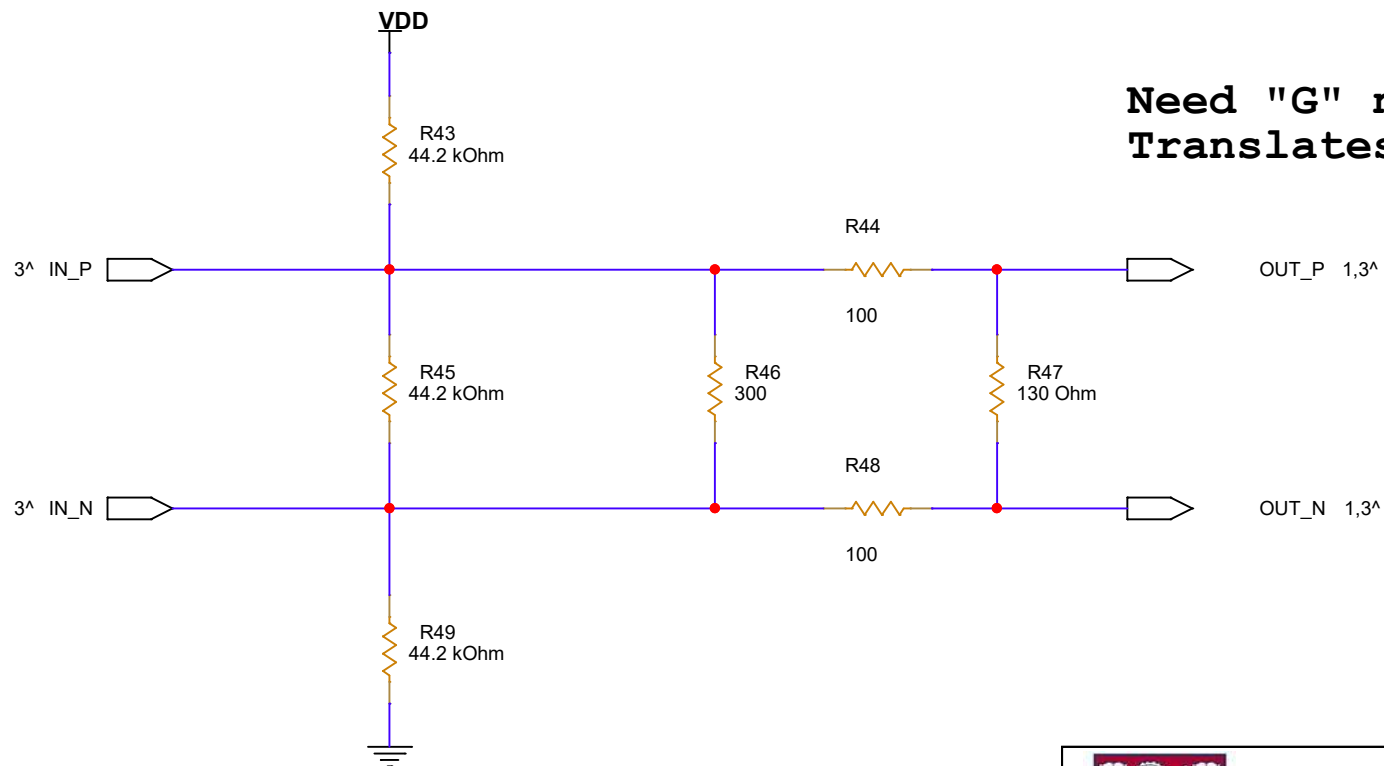 VDD
Need "G" r
Translates
R43
44.2 kOhm
R44
3^ IN_P
OUT_P 1,3^
100
R45
44.2 kOhm
R46
300
R47
130 Ohm
R48
3^ IN_N
OUT_N 1,3^
100
R49
44.2 kOhm